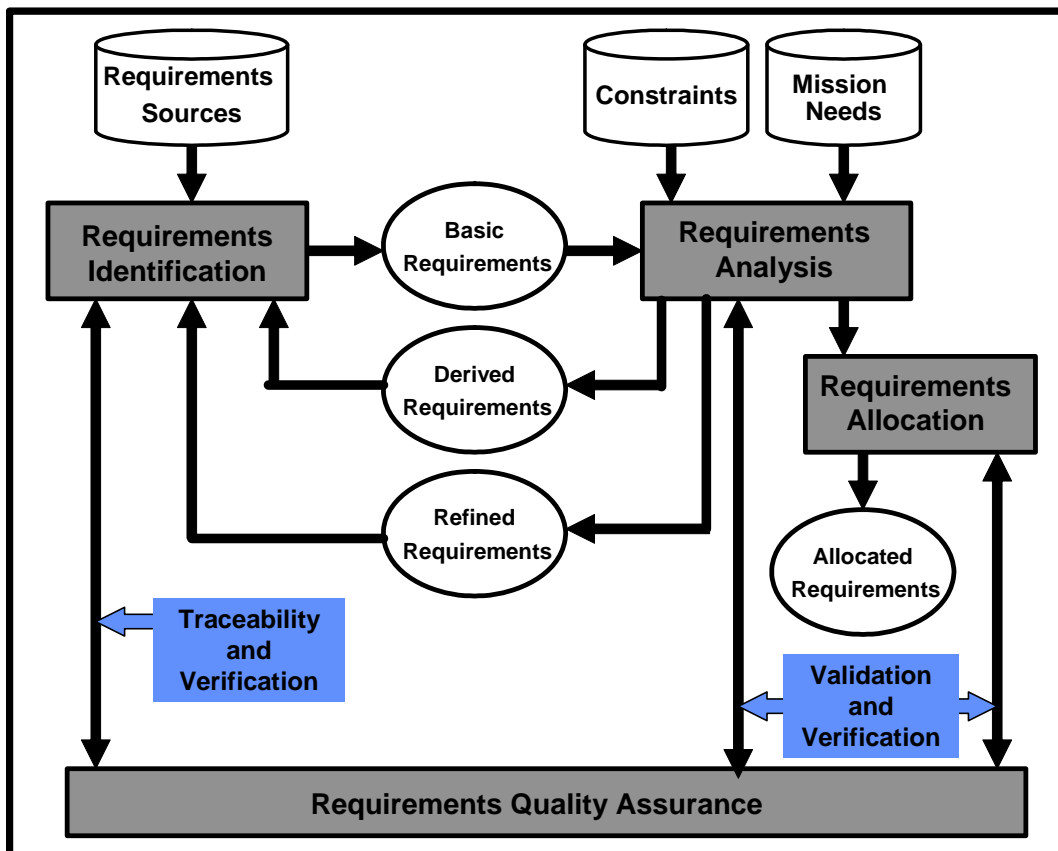 Requirements
Sources
Constraints
Mission
Needs
Requirements
Identification
Basic
Requirements
Requirements
Analysis
Derived
Requirements
Requirements
Allocation
Refined
Requirements
Allocated
Requirements
Traceability
and
Verification
Validation
and
Verification
Requirements Quality Assurance